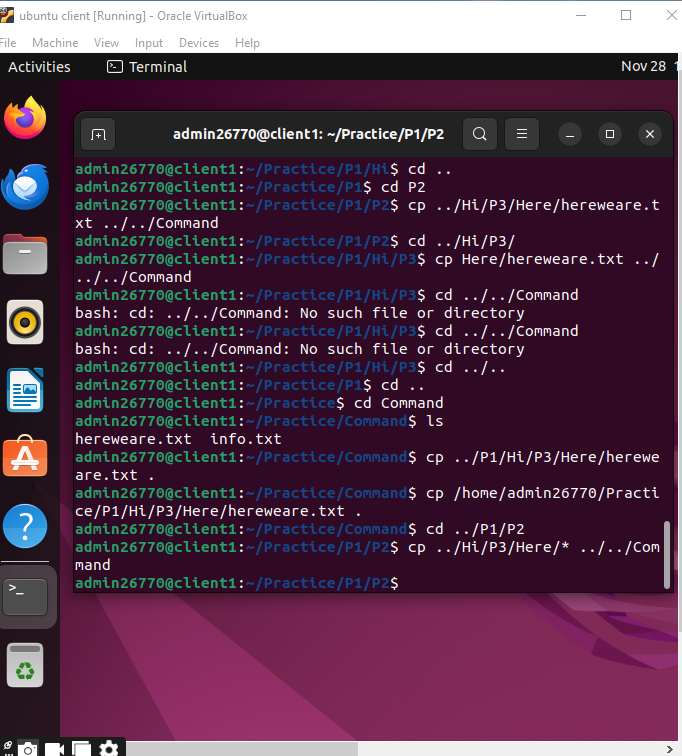 ubuntu client [Running] - Oracle VirtualBox
File Machine View Input Devices Help
Activities Terminal Nov 28 1
admin26770@client1: ~/Practice/P1/P2
admin26770@client1:~/Practice/P1/Hi$ cd ..
admin26770@client1:~/Practice/P1$ cd P2
admin26770@client1:~/Practice/P1/P2$ cp ../Hi/P3/Here/hereweare.t
xt ../../Command
admin26770@client1:~/Practice/P1/P2$ cd ../Hi/P3/
admin26770@client1:~/Practice/P1/Hi/P3$ cp Here/hereweare.txt ../
../../Command
admin26770@client1:~/Practice/P1/Hi/P3$ cd ../../Command
bash: cd: ../../Command: No such file or directory
admin26770@client1:~/Practice/P1/Hi/P3$ cd ../../Command
bash: cd: ../../Command: No such file or directory
admin26770@client1:~/Practice/P1/Hi/P3$ cd ../..
admin26770@client1:~/Practice/P1$ cd ..
admin26770@client1:~/Practice$ cd Command
admin26770@client1:~/Practice/Command$ ls
hereweare.txt  info.txt
admin26770@client1:~/Practice/Command$ cp ../P1/Hi/P3/Here/herewe
are.txt .
admin26770@client1:~/Practice/Command$ cp /home/admin26770/Practi
ce/P1/Hi/P3/Here/hereweare.txt .
admin26770@client1:~/Practice/Command$ cd ../P1/P2
admin26770@client1:~/Practice/P1/P2$ cp ../Hi/P3/Here/* ../../Com
mand
admin26770@client1:~/Practice/P1/P2$